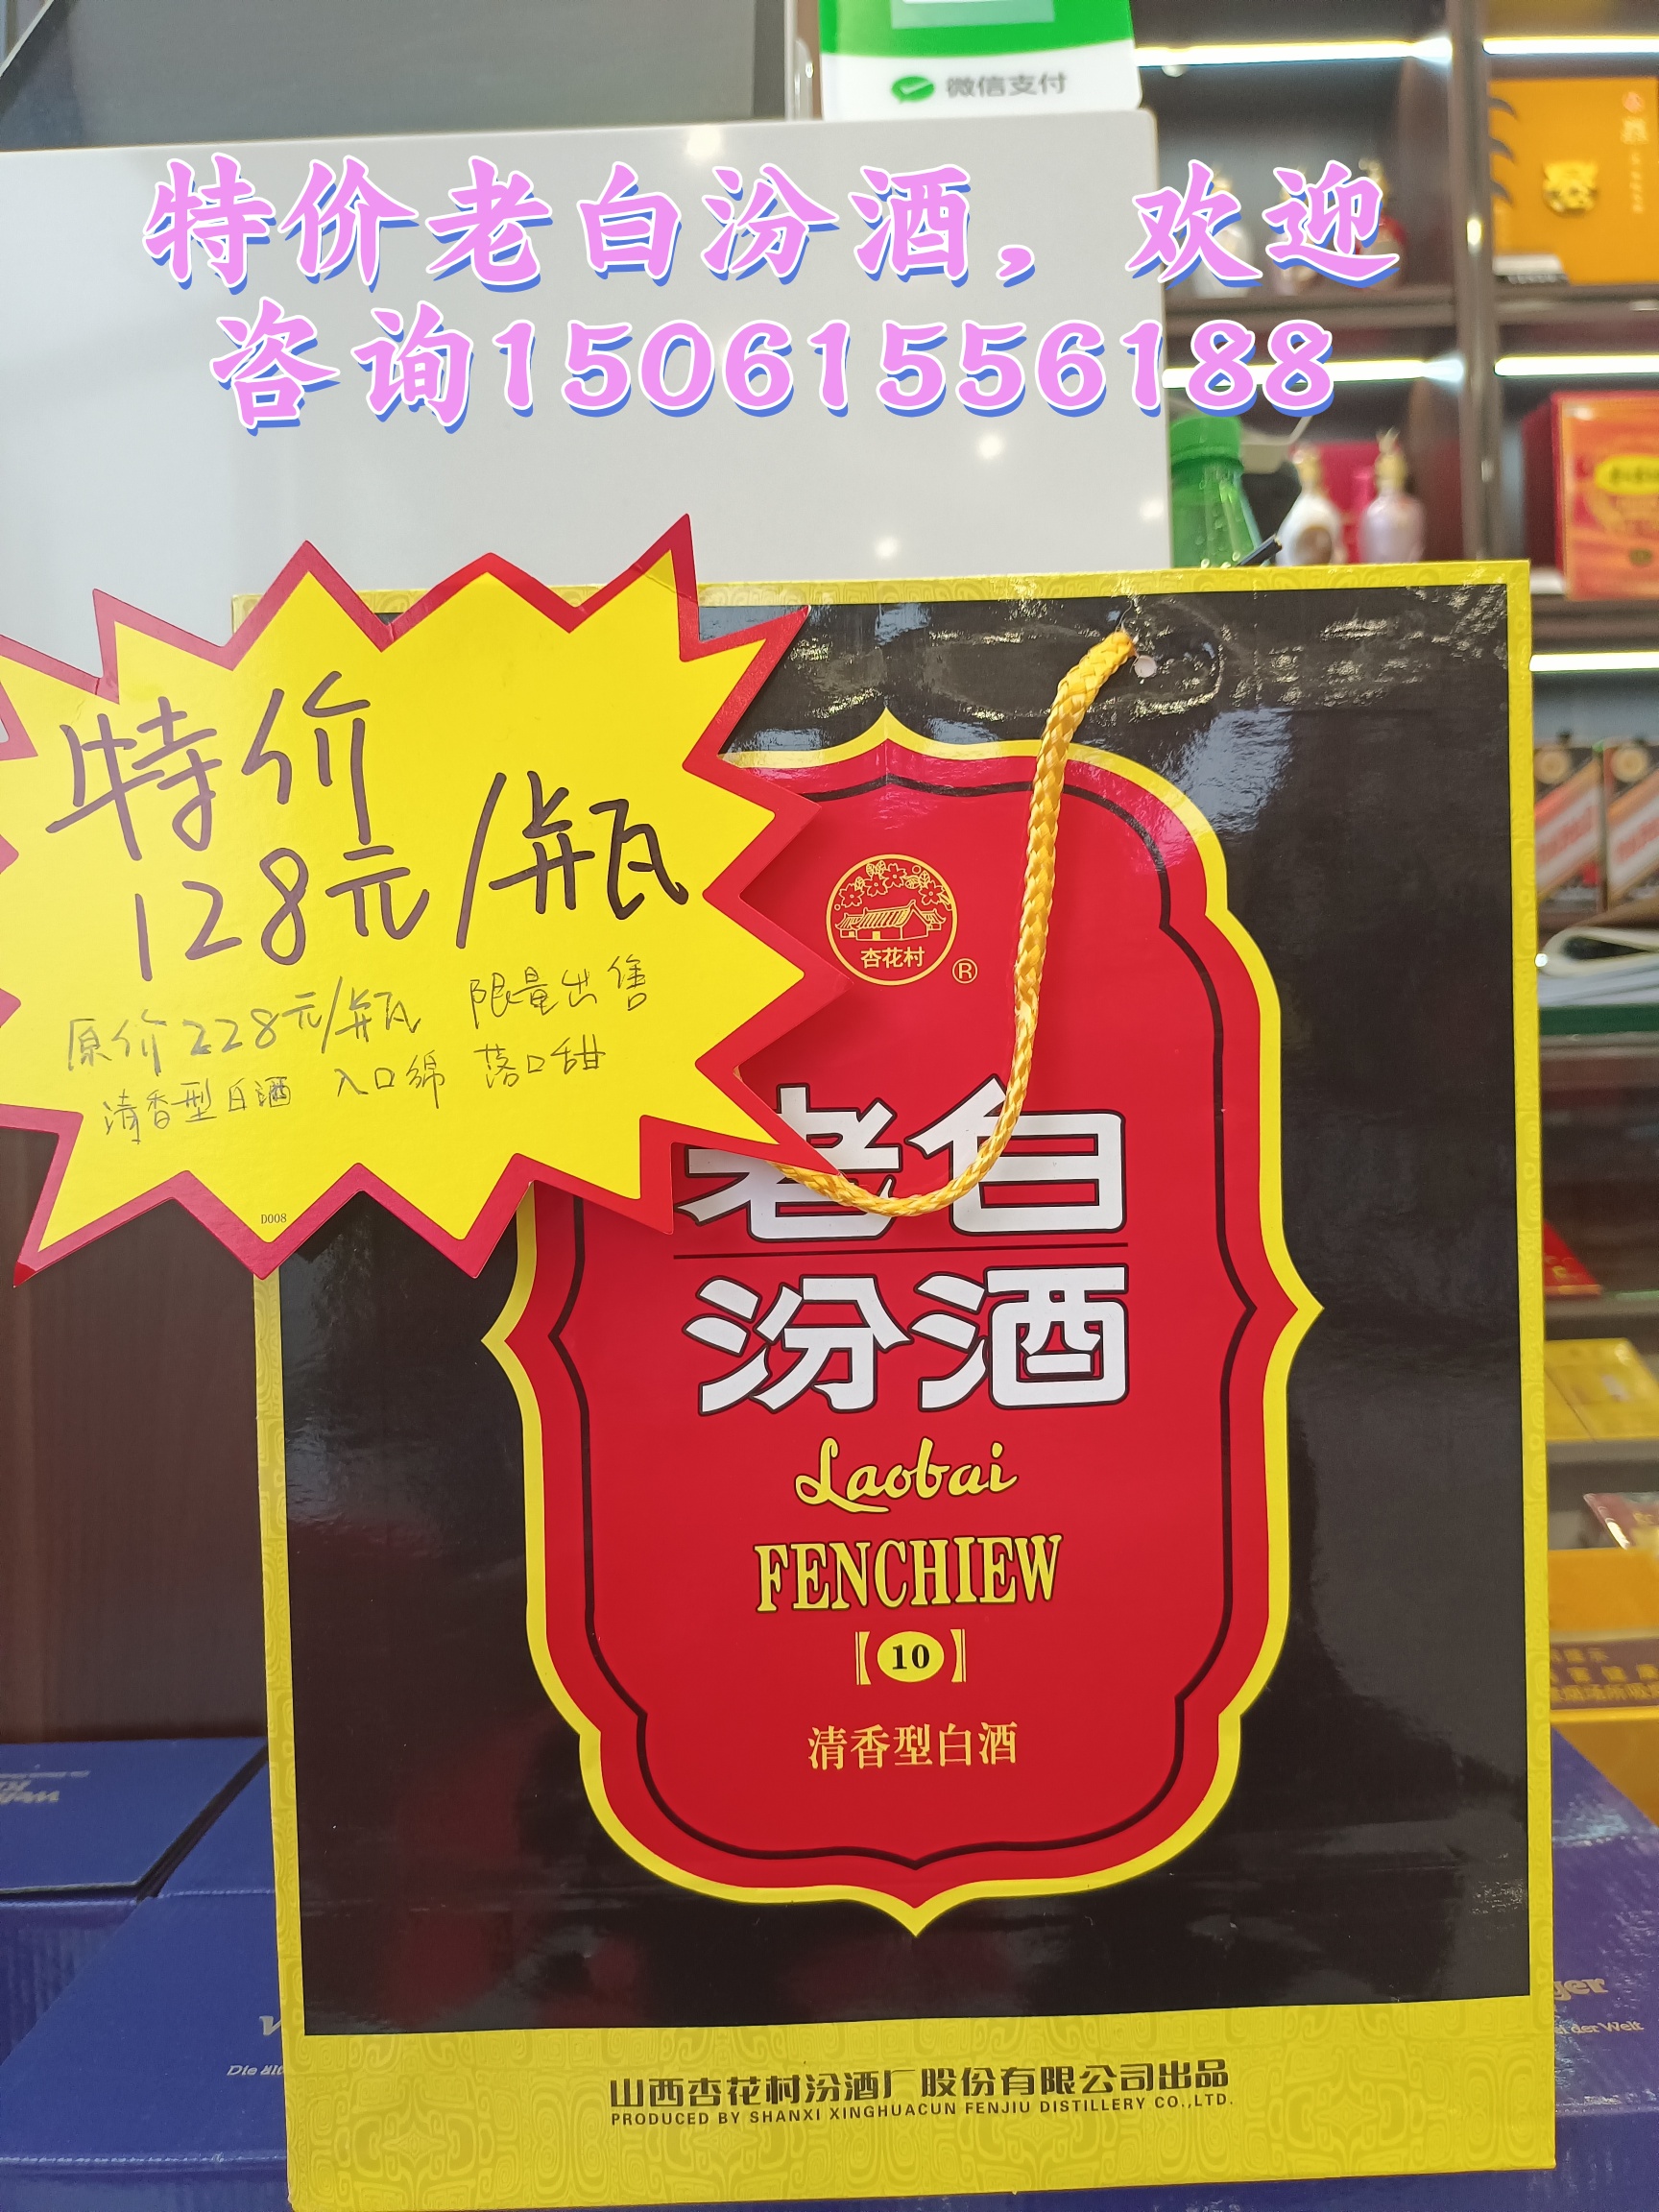 微信支付
特价老白汾酒，欢迎
咨询15061556188
特价
128元/瓶
原价228元/瓶 限量出售
清香型白酒 入口绵 落口甜
D008
杏花村
®
老白
汾酒
Laobai
FENCHIEW
【10】
清香型白酒
山西杏花村汾酒厂股份有限公司出品
PRODUCED BY SHANXI XINGHUACUN FENJIU DISTILLERY CO.,LTD.